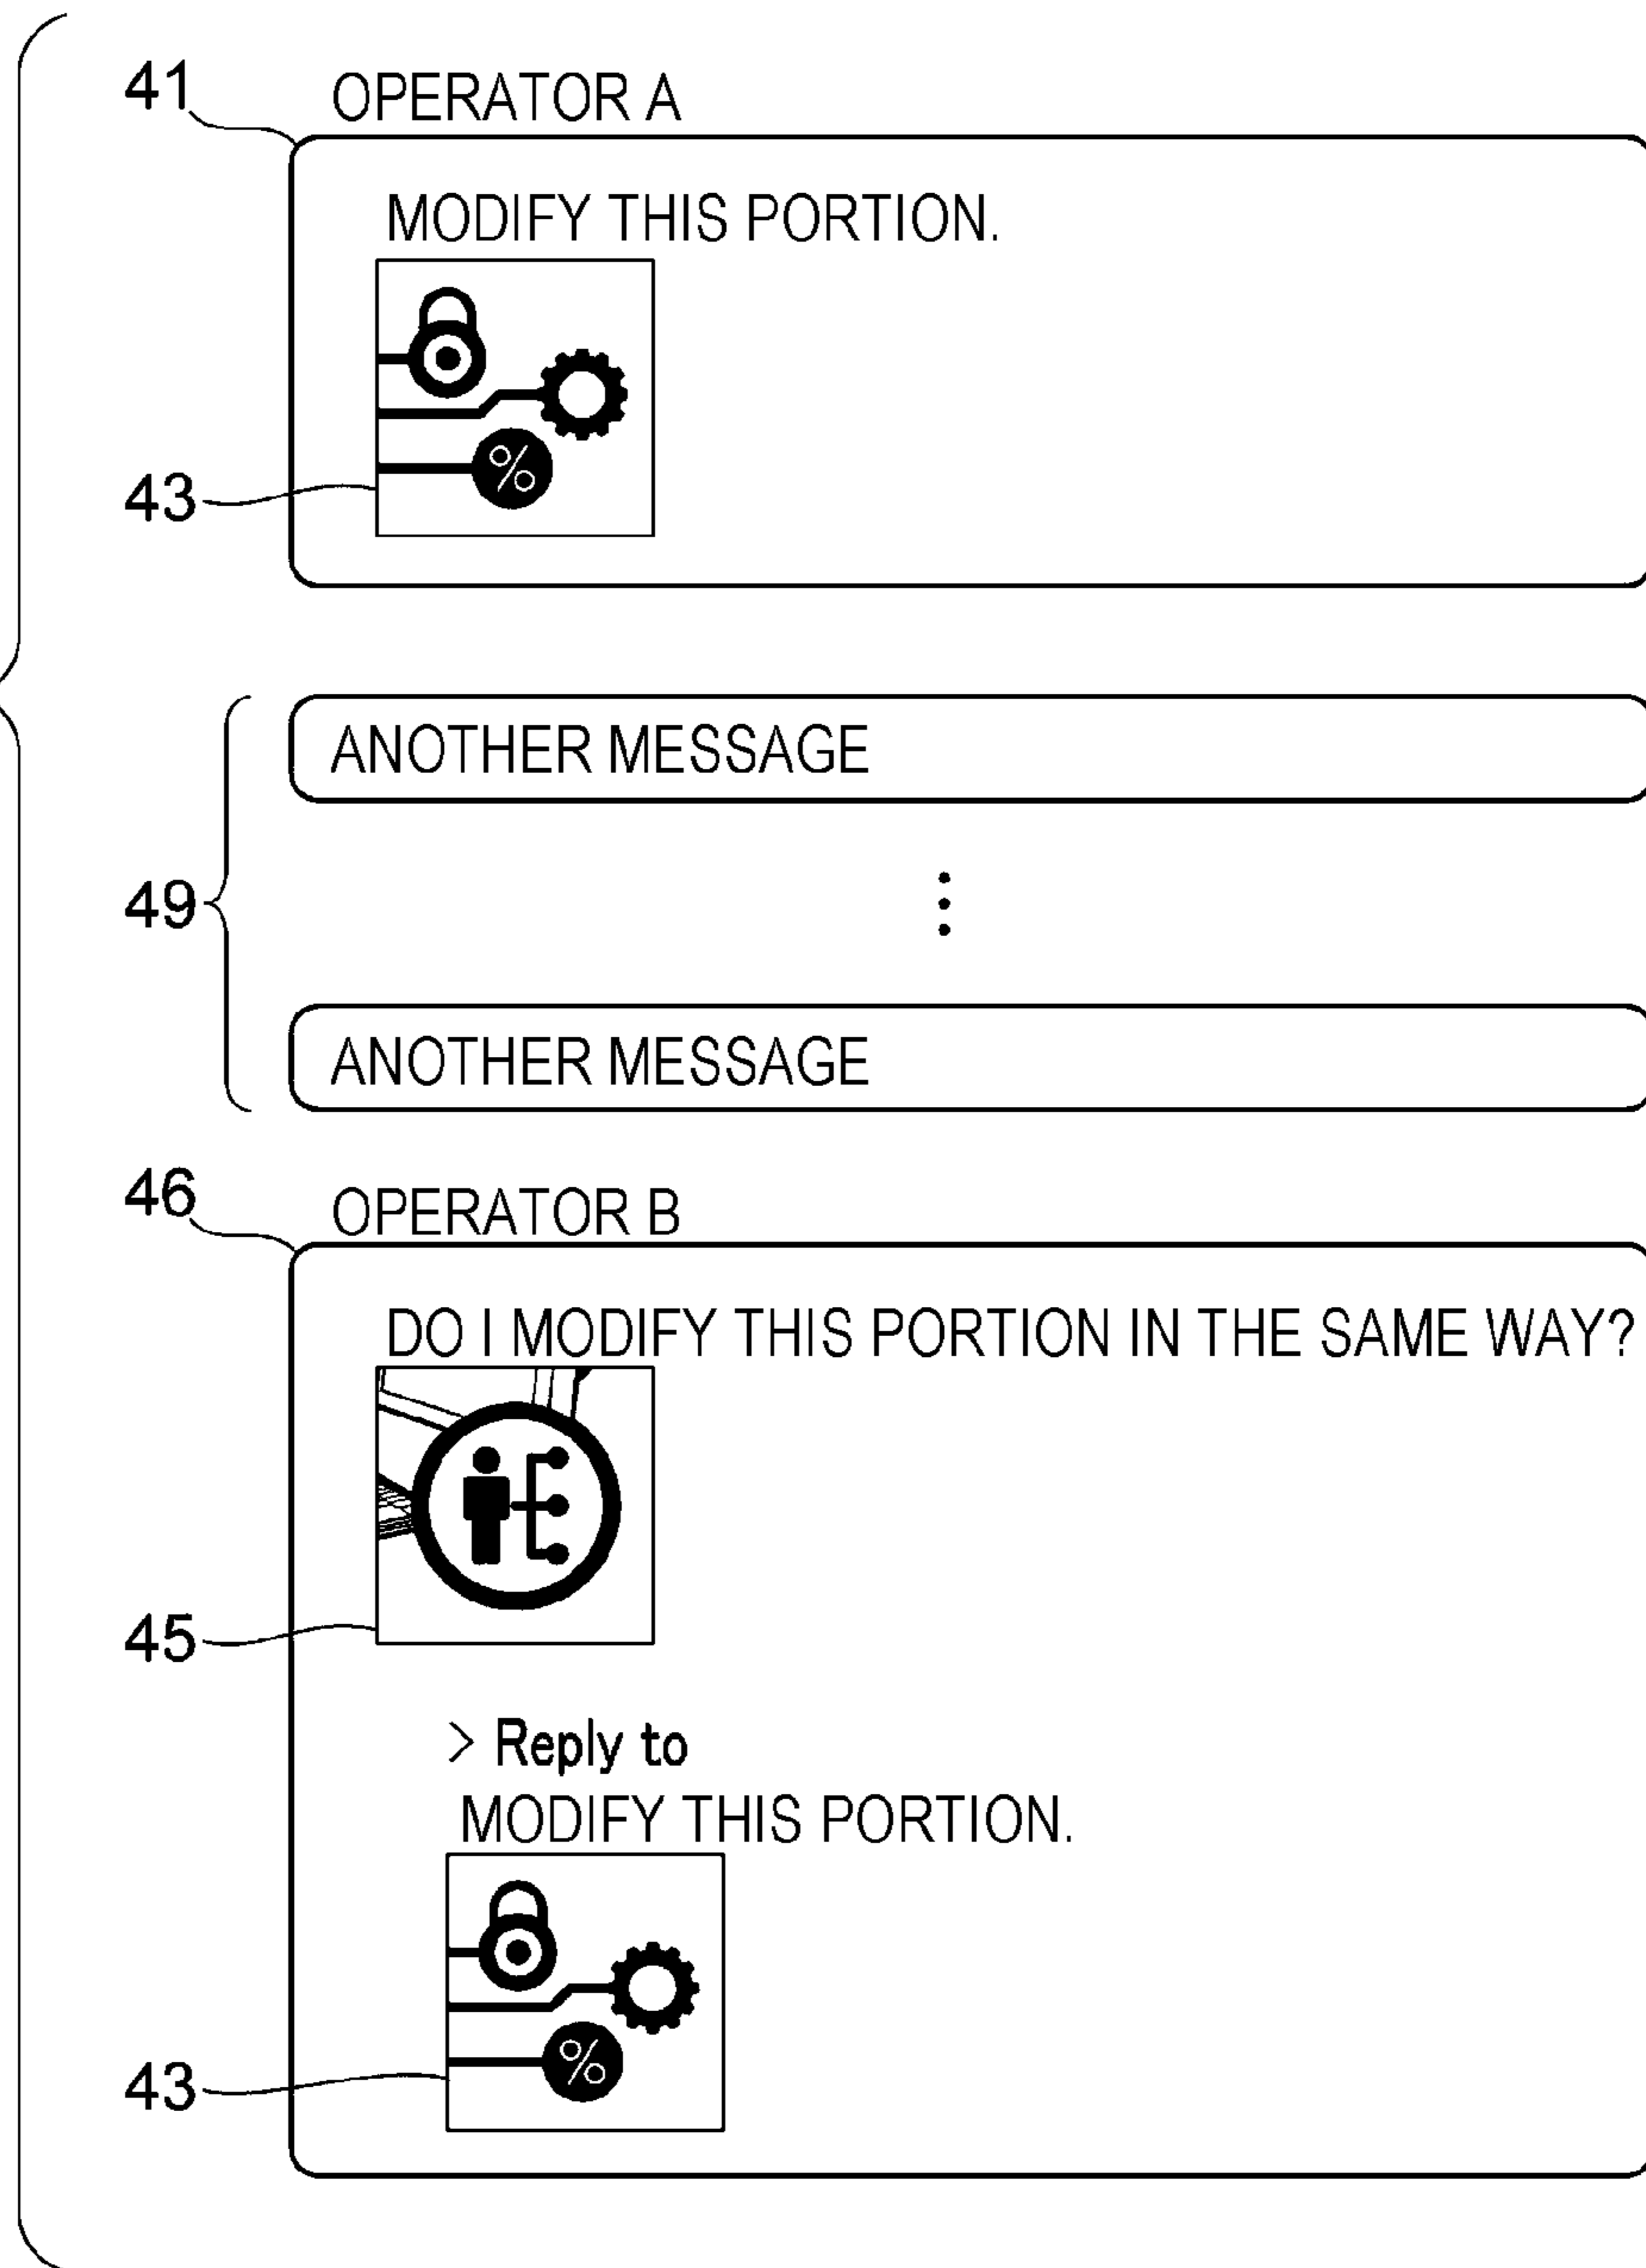 41
OPERATOR A
MODIFY THIS PORTION.
%
43
ANOTHER MESSAGE
49
ANOTHER MESSAGE
46
OPERATOR B
DO I MODIFY THIS PORTION IN THE SAME WAY?
45
> Reply to
MODIFY THIS PORTION.
%
43